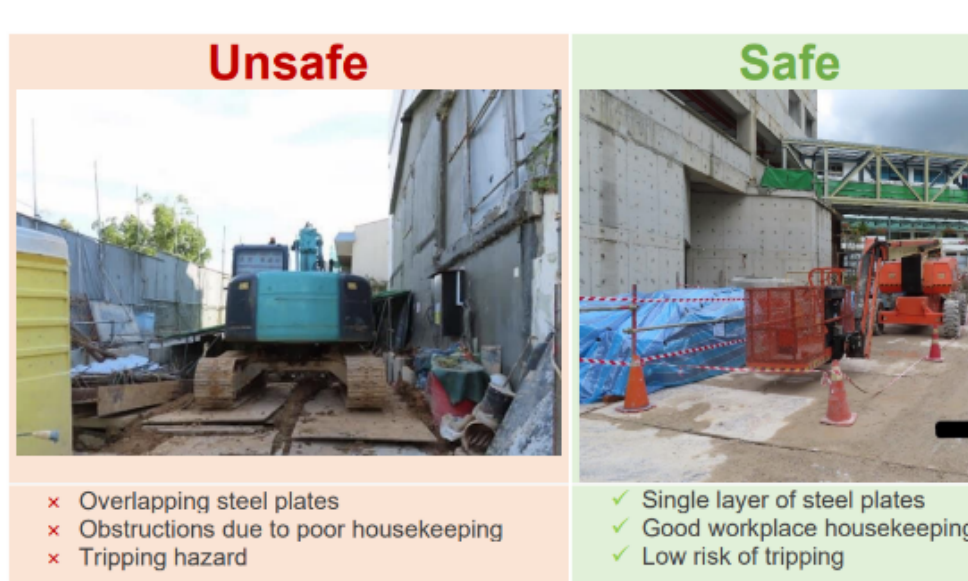 Unsafe
Safe
× Overlapping steel plates
× Obstructions due to poor housekeeping
× Tripping hazard
✓ Single layer of steel plates
✓ Good workplace housekeeping
✓ Low risk of tripping